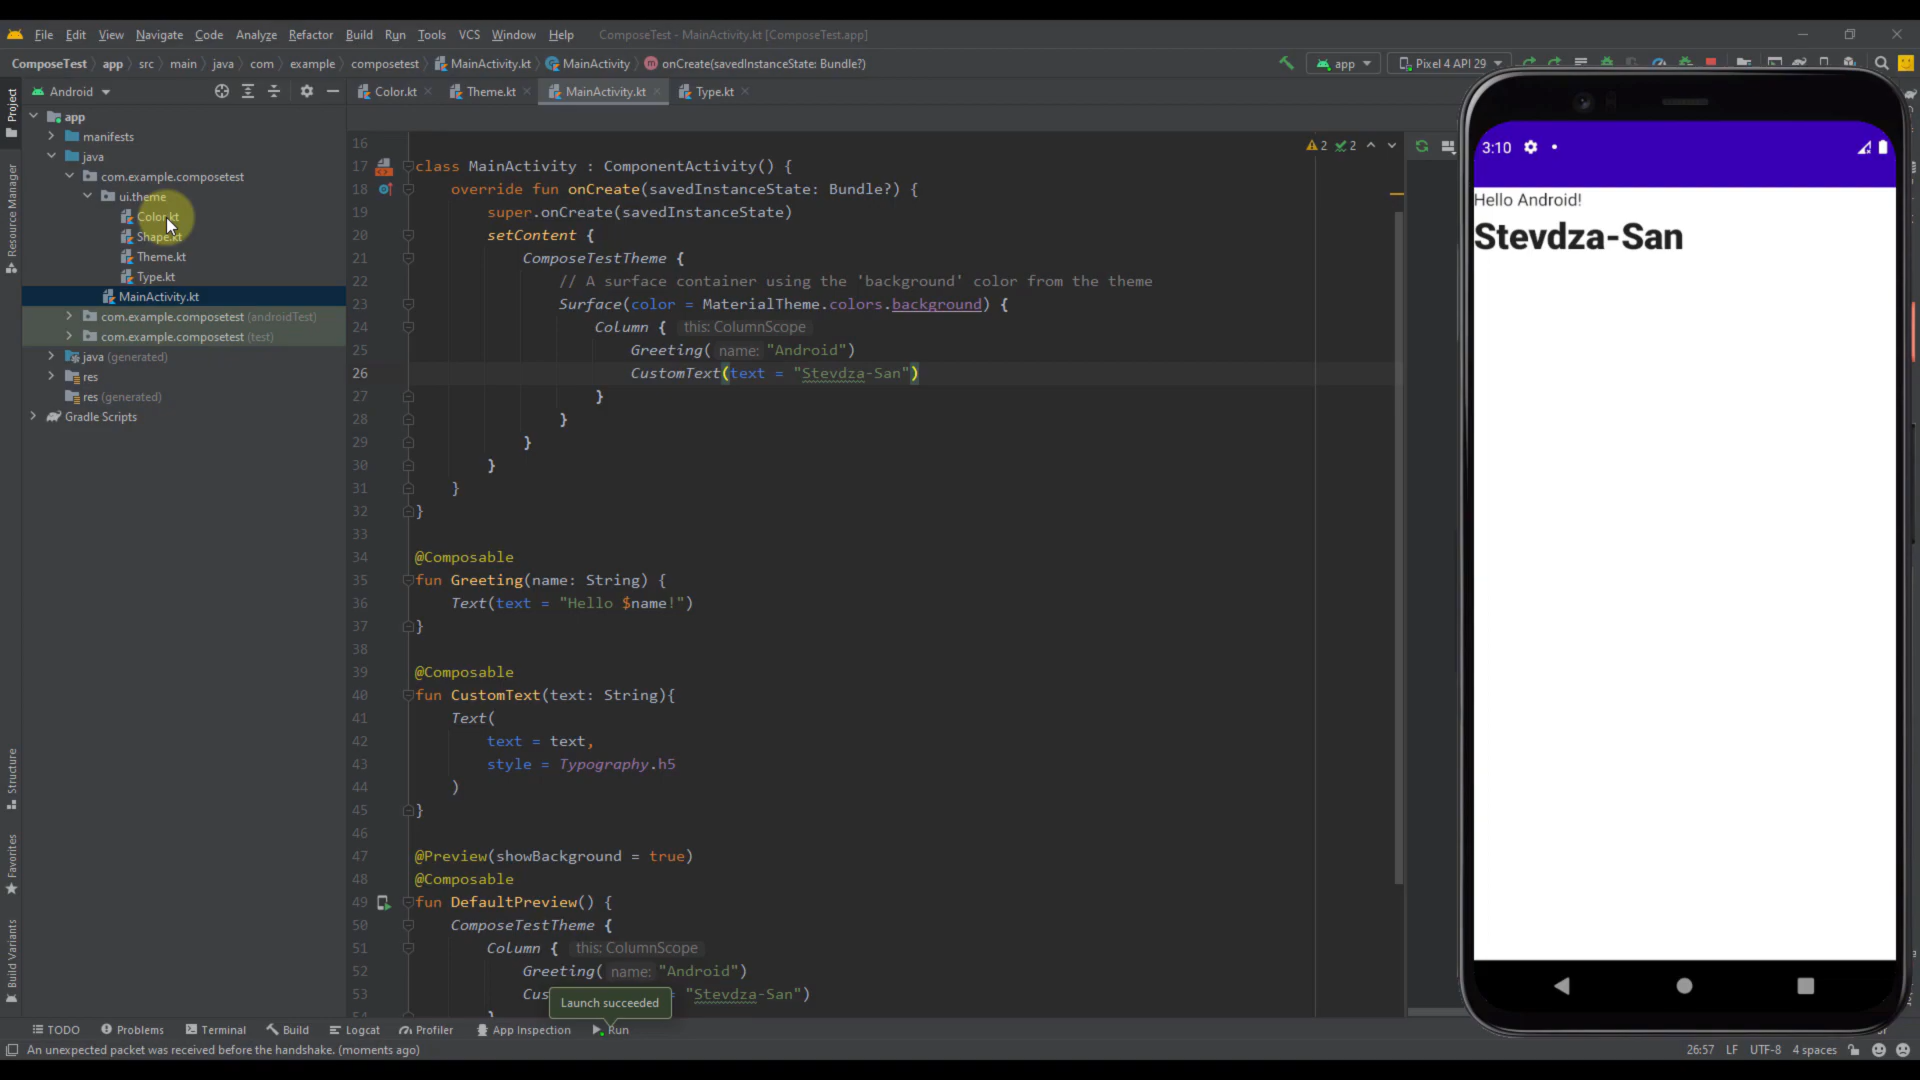 File Edit View Navigate Code Analyze Refactor Build Run Tools VCS Window Help ComposeTest - MainActivity.kt [ComposeTest.app]
ComposeTest app src main java com example composetest MainActivity.kt MainActivity onCreate(savedInstanceState: Bundle?) app Pixel 4 API 29
Project
Resource Manager
Structure
Favorites
Build Variants
Android
app
manifests
java
com.example.composetest
ui.theme
Color.kt
Shape.kt
Theme.kt
Type.kt
MainActivity.kt
com.example.composetest (androidTest)
com.example.composetest (test)
java (generated)
res
res (generated)
Gradle Scripts
Color.kt Theme.kt MainActivity.kt Type.kt
2 2
16
17 class MainActivity : ComponentActivity() {
18 override fun onCreate(savedInstanceState: Bundle?) {
19 super.onCreate(savedInstanceState)
20 setContent {
21 ComposeTestTheme {
22 // A surface container using the 'background' color from the theme
23 Surface(color = MaterialTheme.colors.background) {
24 Column { this: ColumnScope
25 Greeting( name: "Android")
26 CustomText(text = "Stevdza-San")
27 }
28 }
29 }
30 }
31 }
32 }
33
34 @Composable
35 fun Greeting(name: String) {
36 Text(text = "Hello $name!")
37 }
38
39 @Composable
40 fun CustomText(text: String){
41 Text(
42 text = text,
43 style = Typography.h5
44 )
45 }
46
47 @Preview(showBackground = true)
48 @Composable
49 fun DefaultPreview() {
50 ComposeTestTheme {
51 Column { this: ColumnScope
52 Greeting( name: "Android")
53 "Stevdza-San")
Launch succeeded
3:10
Hello Android!
Stevdza-San
TODO Problems Terminal Build Logcat Profiler App Inspection Run
An unexpected packet was received before the handshake. (moments ago)
26:57 LF UTF-8 4 spaces